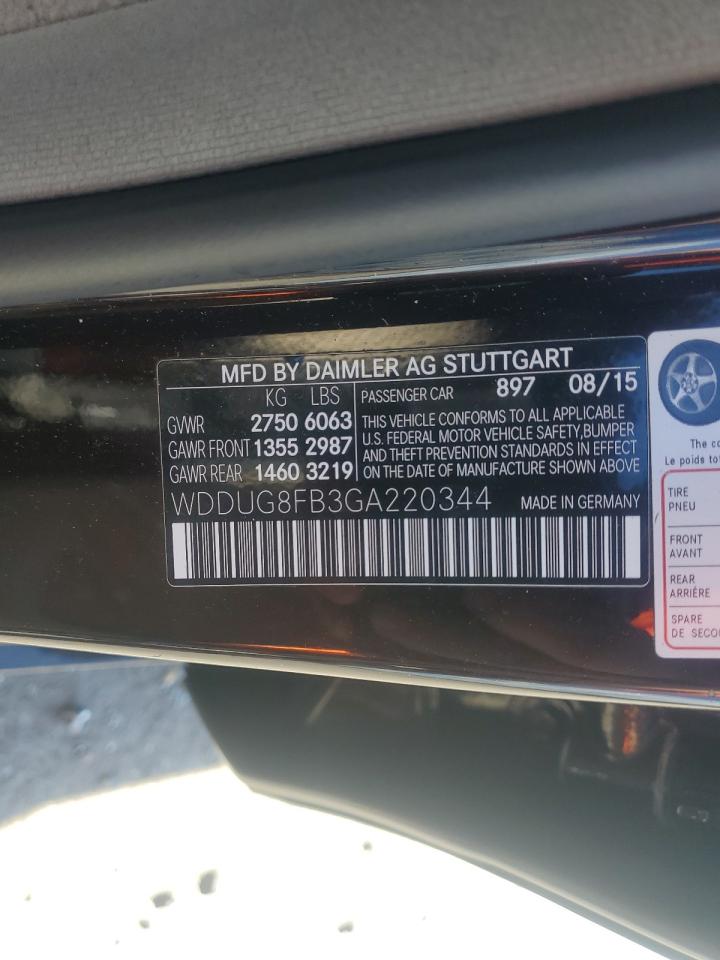 MFD BY DAIMLER AG STUTTGART
KG LBS
GVWR 2750 6063
GAWR FRONT 1355 2987
GAWR REAR 1460 3219
PASSENGER CAR 897 08/15
THIS VEHICLE CONFORMS TO ALL APPLICABLE
U.S. FEDERAL MOTOR VEHICLE SAFETY,BUMPER
AND THEFT PREVENTION STANDARDS IN EFFECT
ON THE DATE OF MANUFACTURE SHOWN ABOVE
WDDUG8FB3GA220344 MADE IN GERMANY
The
Le poids
TIRE
PNEU
FRONT
AVANT
REAR
ARRIÉRE
SPARE
DE